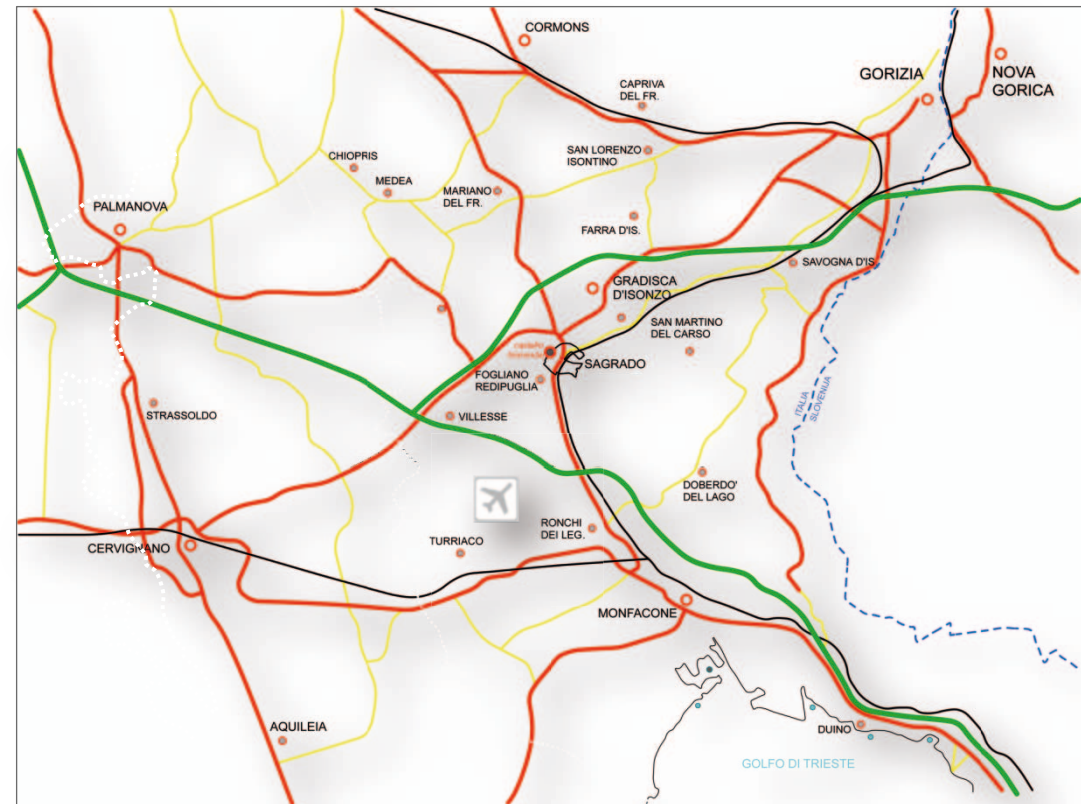 CORMONS
GORIZIA
NOVA
GORICA
CAPRIVA
DEL FR.
CHIOPRIS
SAN LORENZO
ISONTINO
MEDEA
MARIANO
DEL FR.
PALMANOVA
FARRA D'IS.
SAVOGNA D'IS.
GRADISCA
D'ISONZO
SAN MARTINO
DEL CARSO
SAGRADO
FOGLIANO
REDIPUGLIA
STRASSOLDO
VILLESSE
ITALIA
SLOVENIJA
DOBERDO'
DEL LAGO
RONCHI
DEI LEG.
TURRIACO
CERVIGNANO
MONFACONE
AQUILEIA
DUINO
GOLFO DI TRIESTE